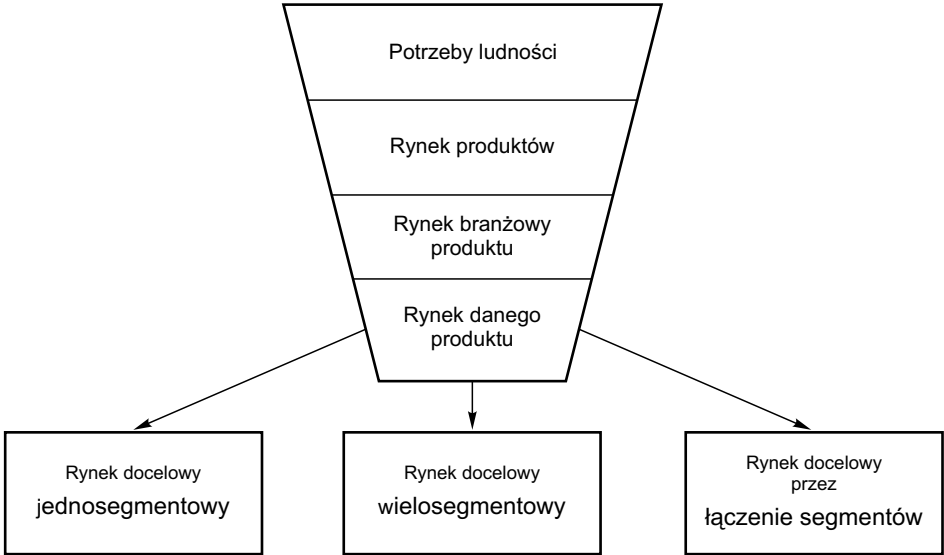 Potrzeby ludności
Rynek produktów
Rynek branżowy
produktu
Rynek danego
produktu
Rynek docelowy
jednosegmentowy
Rynek docelowy
wielosegmentowy
Rynek docelowy
przez
łączenie segmentów